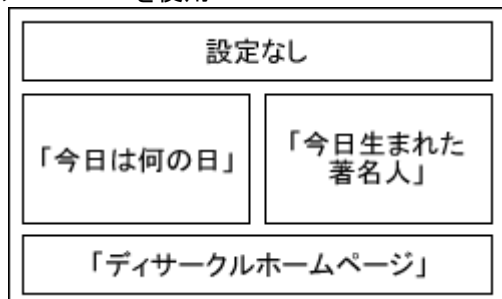 を使用
設定なし
「今日は何の日」
「今日生まれた
著名人」
「ディサークルホームページ」